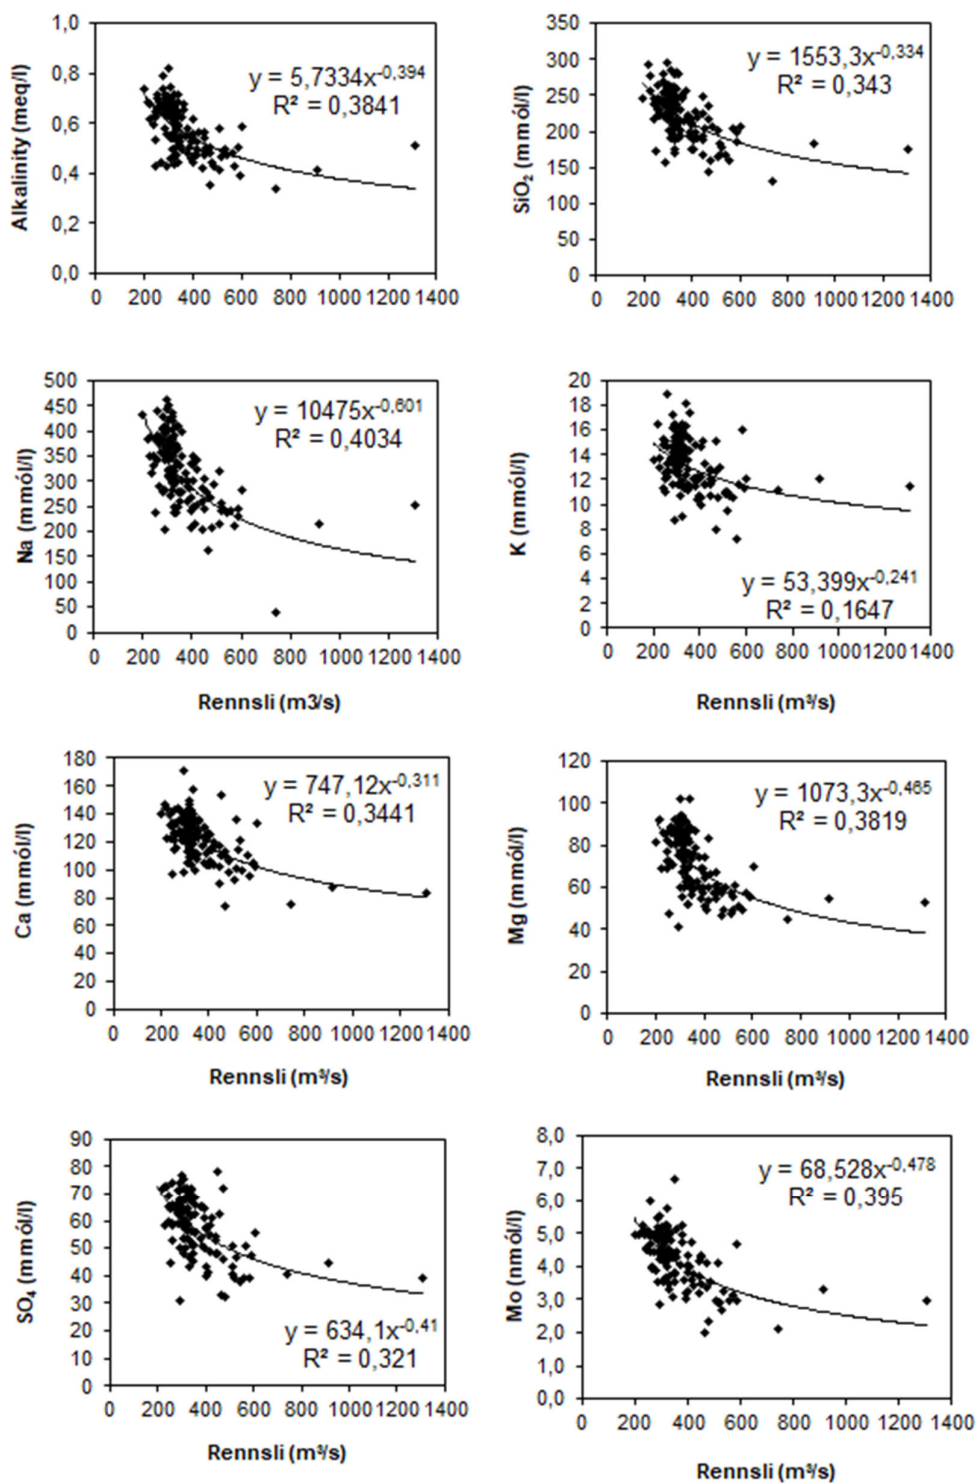 1,0
0,8
0,6
0,4
0,2
0,0
Alkalinity (meq/l)
y = 5,7334x^-0,394
R² = 0,3841
0 200 400 600 800 1000 1200 1400
350
300
250
200
150
100
50
0
SiO₂ (mmól/l)
y = 1553,3x^-0,334
R² = 0,343
0 200 400 600 800 1000 1200 1400
500
450
400
350
300
250
200
150
100
50
0
Na (mmól/l)
y = 10475x^-0,601
R² = 0,4034
0 200 400 600 800 1000 1200 1400
Rennsli (m3/s)
20
18
16
14
12
10
8
6
4
2
0
K (mmól/l)
y = 53,399x^-0,241
R² = 0,1647
0 200 400 600 800 1000 1200 1400
Rennsli (m³/s)
180
160
140
120
100
80
60
40
20
0
Ca (mmól/l)
y = 747,12x^-0,311
R² = 0,3441
0 200 400 600 800 1000 1200 1400
Rennsli (m³/s)
120
100
80
60
40
20
0
Mg (mmól/l)
y = 1073,3x^-0,465
R² = 0,3819
0 200 400 600 800 1000 1200 1400
Rennsli (m³/s)
90
80
70
60
50
40
30
20
10
0
SO₄ (mmól/l)
y = 634,1x^-0,41
R² = 0,321
0 200 400 600 800 1000 1200 1400
Rennsli (m³/s)
8,0
7,0
6,0
5,0
4,0
3,0
2,0
1,0
0,0
Mo (nmól/l)
y = 68,528x^-0,478
R² = 0,395
0 200 400 600 800 1000 1200 1400
Rennsli (m³/s)